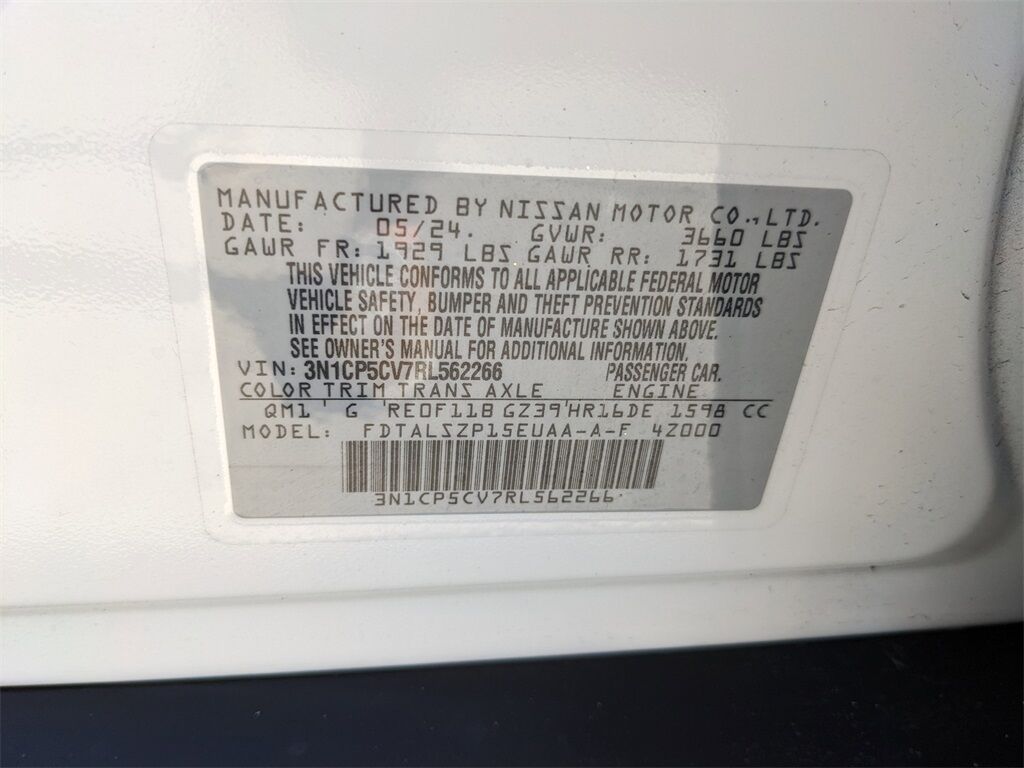 MANUFACTURED BY NISSAN MOTOR CO., LTD.
DATE: 05/24. GVWR: 3660 LBS
GAWR FR: 1929 LBS GAWR RR: 1731 LBS
THIS VEHICLE CONFORMS TO ALL APPLICABLE FEDERAL MOTOR
VEHICLE SAFETY, BUMPER AND THEFT PREVENTION STANDARDS
IN EFFECT ON THE DATE OF MANUFACTURE SHOWN ABOVE.
SEE OWNER'S MANUAL FOR ADDITIONAL INFORMATION.
VIN: 3N1CP5CV7RL562266 PASSENGER CAR.
COLOR TRIM TRANS AXLE ENGINE
QM1 ' G 'RE0F11B GZ39'HR16DE 1598 CC
MODEL: FDTALSZP15EUAA-A-F 4Z000
3N1CP5CV7RL562266